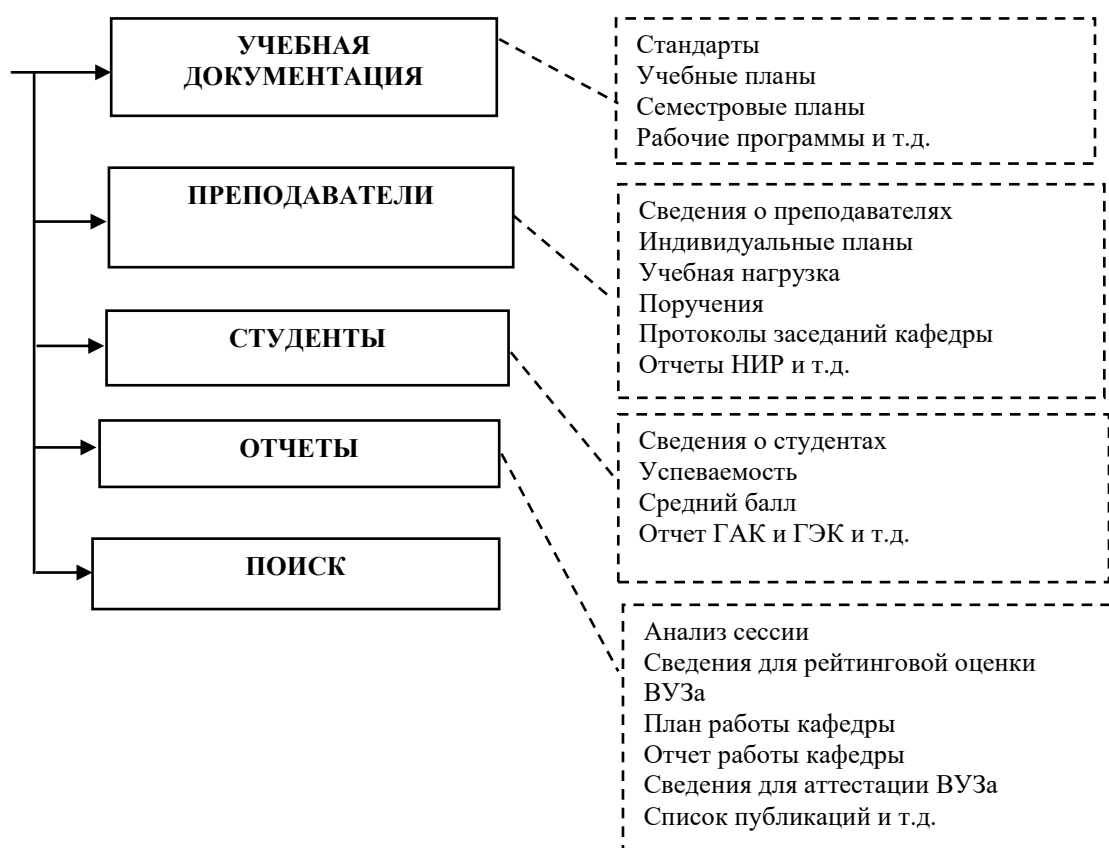 УЧЕБНАЯ
ДОКУМЕНТАЦИЯ
Стандарты
Учебные планы
Семестровые планы
Рабочие программы и т.д.
ПРЕПОДАВАТЕЛИ
Сведения о преподавателях
Индивидуальные планы
Учебная нагрузка
Поручения
Протоколы заседаний кафедры
Отчеты НИР и т.д.
СТУДЕНТЫ
Сведения о студентах
Успеваемость
Средний балл
Отчет ГАК и ГЭК и т.д.
ОТЧЕТЫ
Анализ сессии
Сведения для рейтинговой оценки
ВУЗа
План работы кафедры
Отчет работы кафедры
Сведения для аттестации ВУЗа
Список публикаций и т.д.
ПОИСК